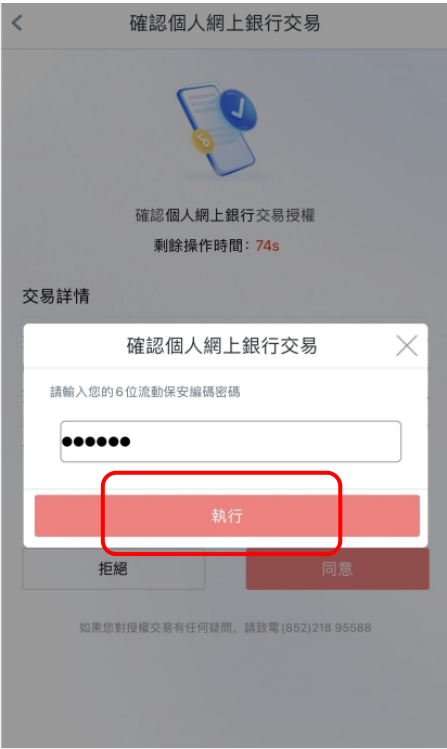 確認個人網上銀行交易
確認個人網上銀行交易授權
剩餘操作時間：74s
交易詳情
確認個人網上銀行交易
請輸入您的6位流動保安編碼密碼
●●●●●●
執行
拒絕 同意
如果您對授權交易有任何疑問，請致電(852)218 95588